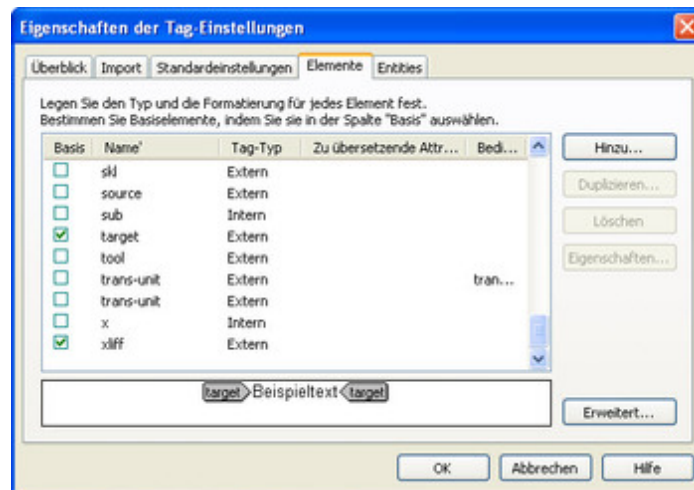 Eigenschaften der Tag-Einstellungen
Überblick Import Standardeinstellungen Elemente Entities
Legen Sie den Typ und die Formatierung für jedes Element fest.
Bestimmen Sie Basiselemente, indem Sie sie in der Spalte "Basis" auswählen.
Basis Name Tag-Typ Zu übersetzende Attr... Bedi...
skl Extern
source Extern
sub Intern
target Extern
tool Extern
trans-unit Extern tran...
trans-unit Extern
x Intern
xliff Extern
Hinzu...
Duplizieren...
Löschen
Eigenschaften...
target Beispieltext target
Erweitert...
OK Abbrechen Hilfe